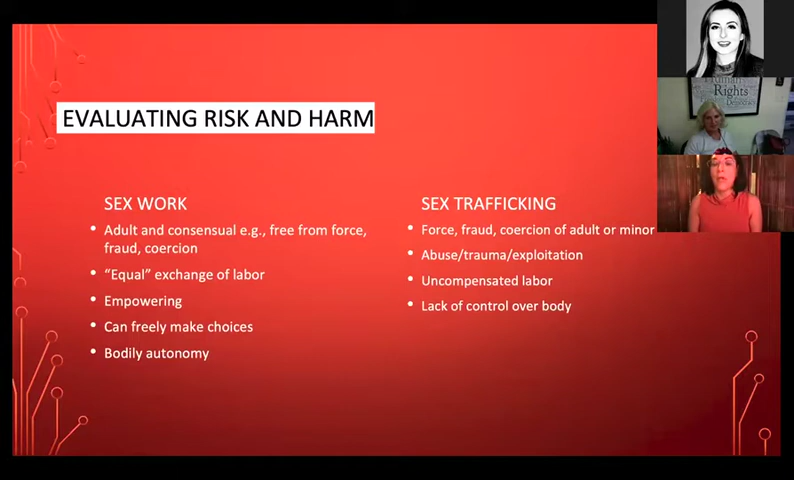 EVALUATING RISK AND HARM
SEX WORK
• Adult and consensual e.g., free from force,
fraud, coercion
• “Equal” exchange of labor
• Empowering
• Can freely make choices
• Bodily autonomy
SEX TRAFFICKING
• Force, fraud, coercion of adult or minor
• Abuse/trauma/exploitation
• Uncompensated labor
• Lack of control over body
Human
Rights
Democracy